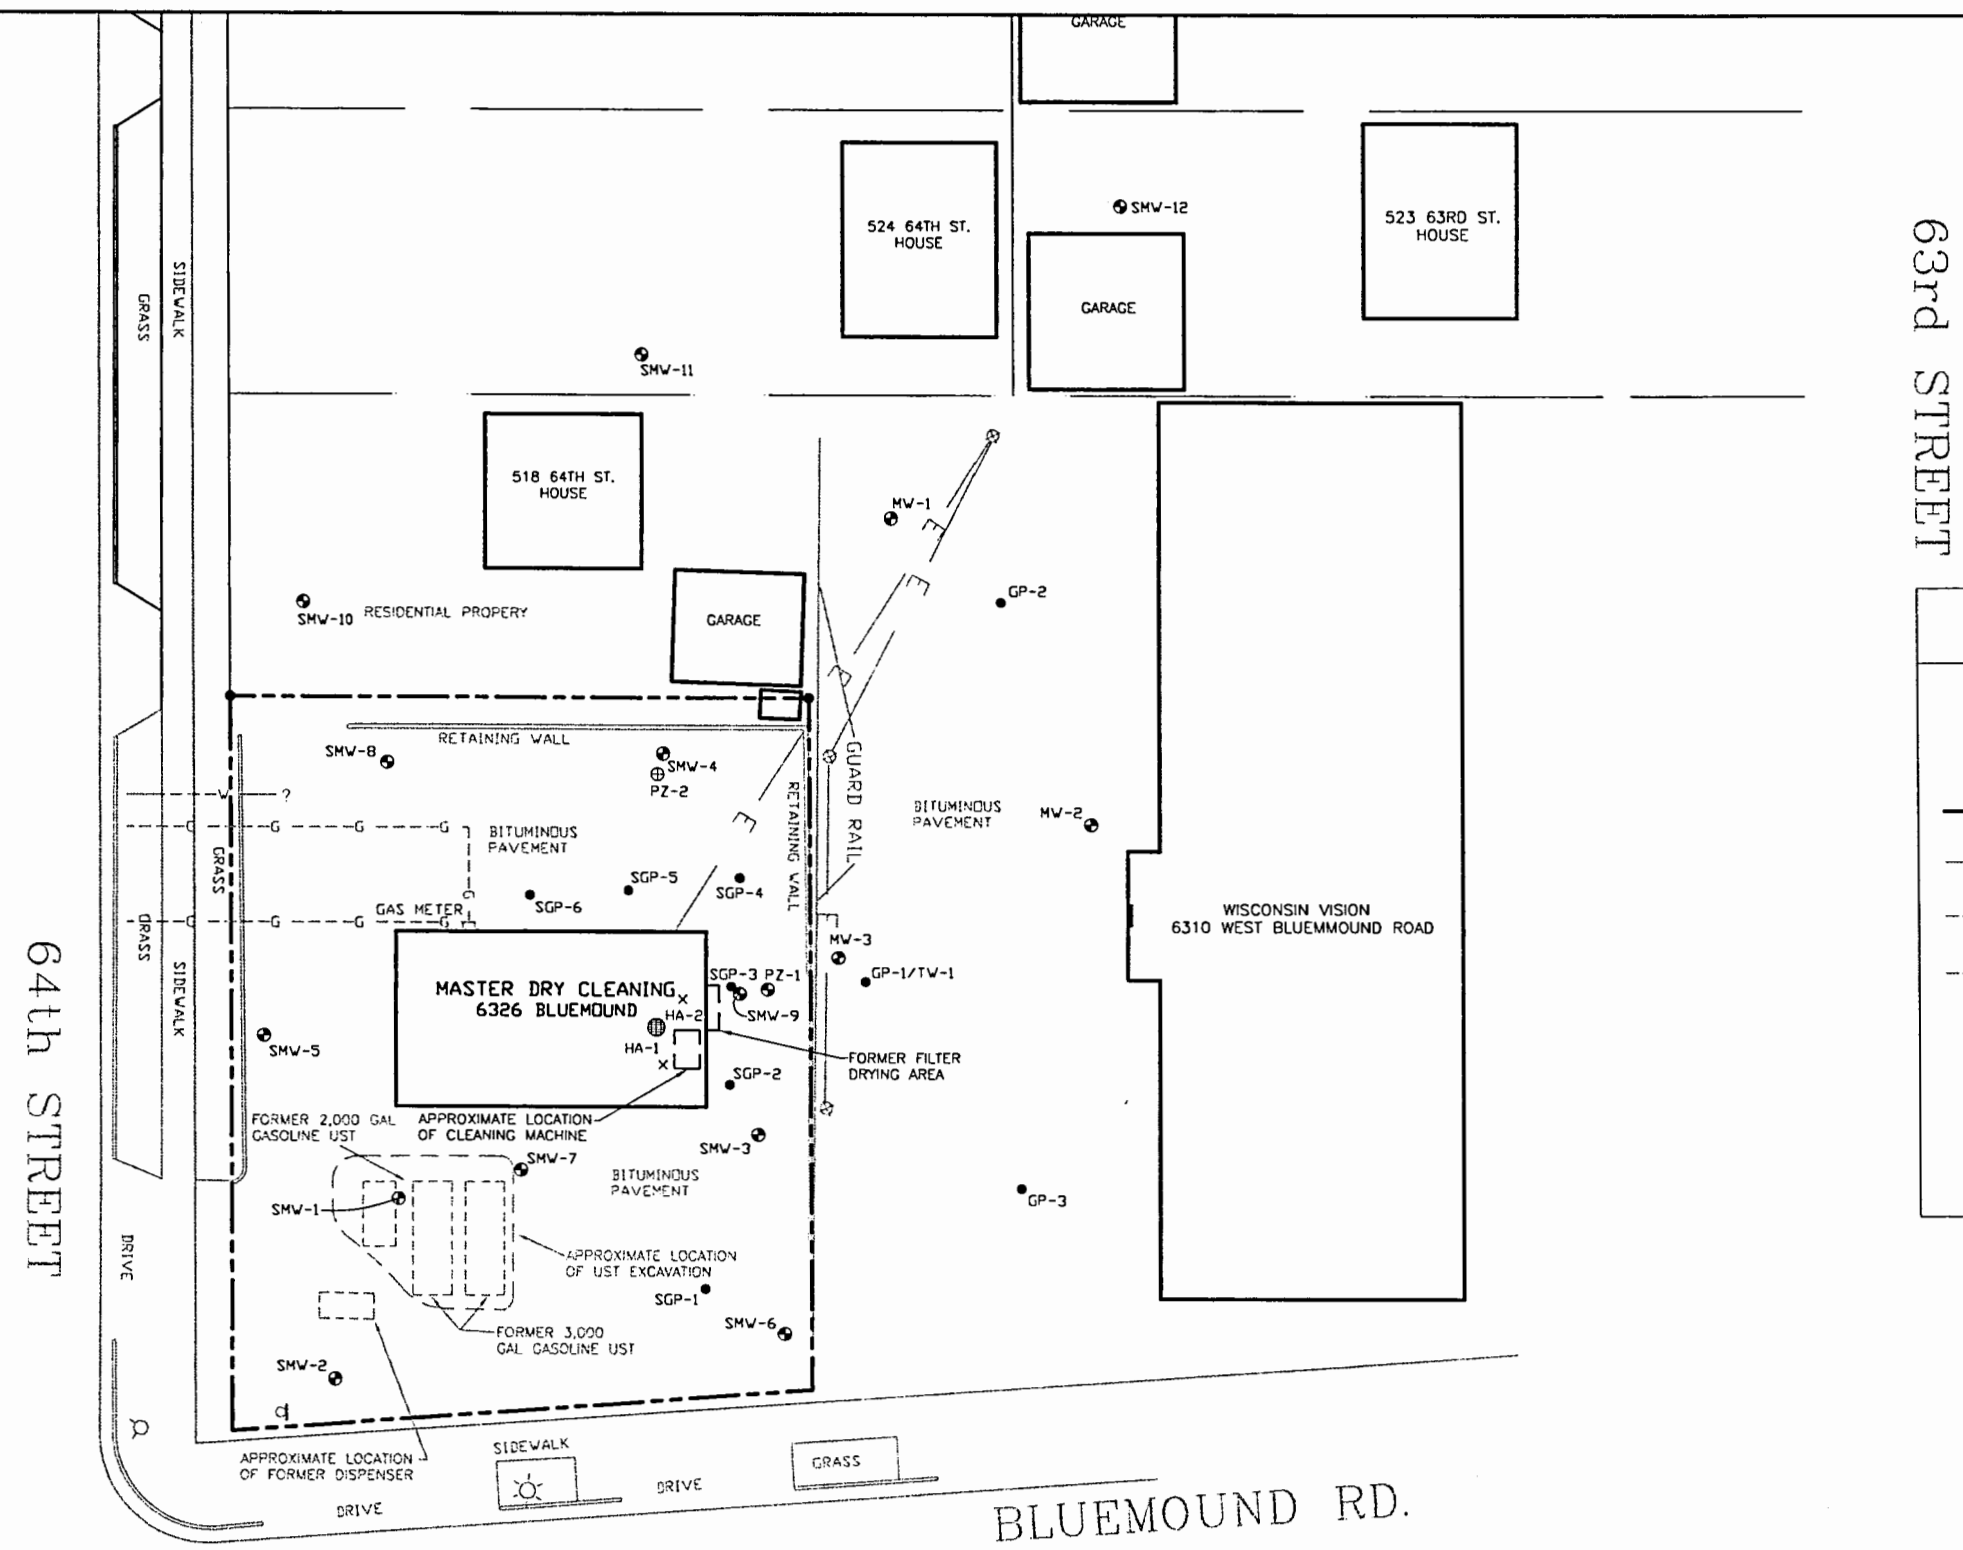 GARAGE
SMW-12
524 64TH ST.
HOUSE
523 63RD ST.
HOUSE
GARAGE
63rd STREET
SIDEWALK
GRASS
SMW-11
518 64TH ST.
HOUSE
MW-1
E
E
GP-2
SMW-10
RESIDENTIAL PROPERY
GARAGE
E
RETAINING WALL
SMW-8
SMW-4
PZ-2
E
RETAINING WALL
GUARD RAIL
W
?
G
G
G
G
BITUMINOUS
PAVEMENT
BITUMINOUS
PAVEMENT
MW-2
GRASS
SGP-5
SGP-4
SGP-6
G
GAS METER
G
G
G
G
GRASS
E
WISCONSIN VISION
6310 WEST BLUEMMOUND ROAD
MW-3
GP-1/TW-1
SGP-3
PZ-1
SMW-9
MASTER DRY CLEANING
6326 BLUEMOUND
HA-2
HA-1
SIDEWALK
64th STREET
SMW-5
FORMER FILTER
DRYING AREA
SGP-2
FORMER 2,000 GAL
GASOLINE UST
APPROXIMATE LOCATION
OF CLEANING MACHINE
SMW-3
SMW-7
BITUMINOUS
PAVEMENT
SMW-1
GP-3
DRIVE
APPROXIMATE LOCATION
OF UST EXCAVATION
SGP-1
SMW-6
FORMER 3,000
GAL GASOLINE UST
SMW-2
APPROXIMATE LOCATION
OF FORMER DISPENSER
SIDEWALK
GRASS
DRIVE
DRIVE
BLUEMOUND RD.